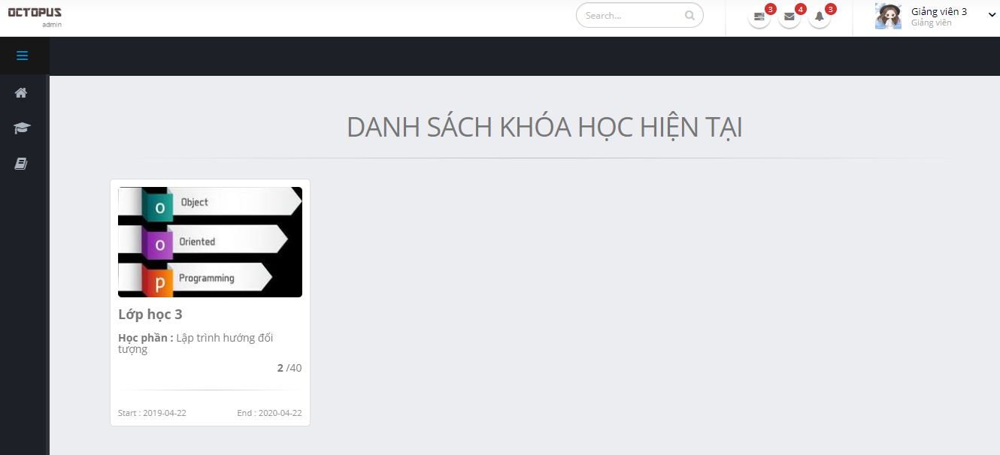 OCTOPUS
admin
Search...
3
4
3
Giảng viên 3
Giảng viên
DANH SÁCH KHÓA HỌC HIỆN TẠI
O Object
O Oriented
p Programming
Lớp học 3
Học phần : Lập trình hướng đối
tượng
2 /40
Start : 2019-04-22 End : 2020-04-22